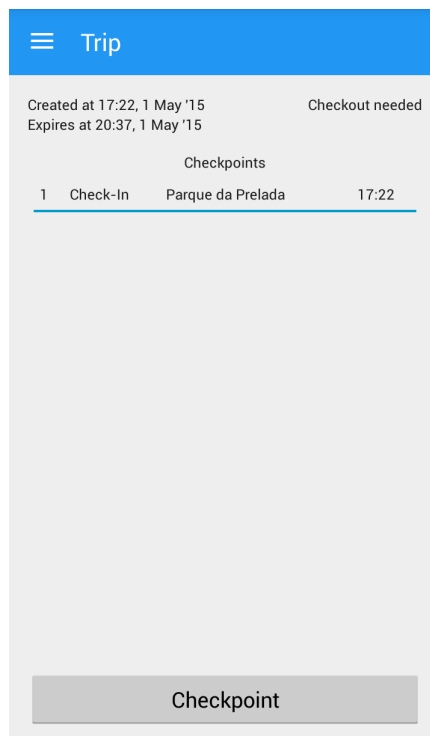 Trip
Created at 17:22, 1 May '15 Checkout needed
Expires at 20:37, 1 May '15
Checkpoints
1 Check-In Parque da Prelada 17:22
Checkpoint